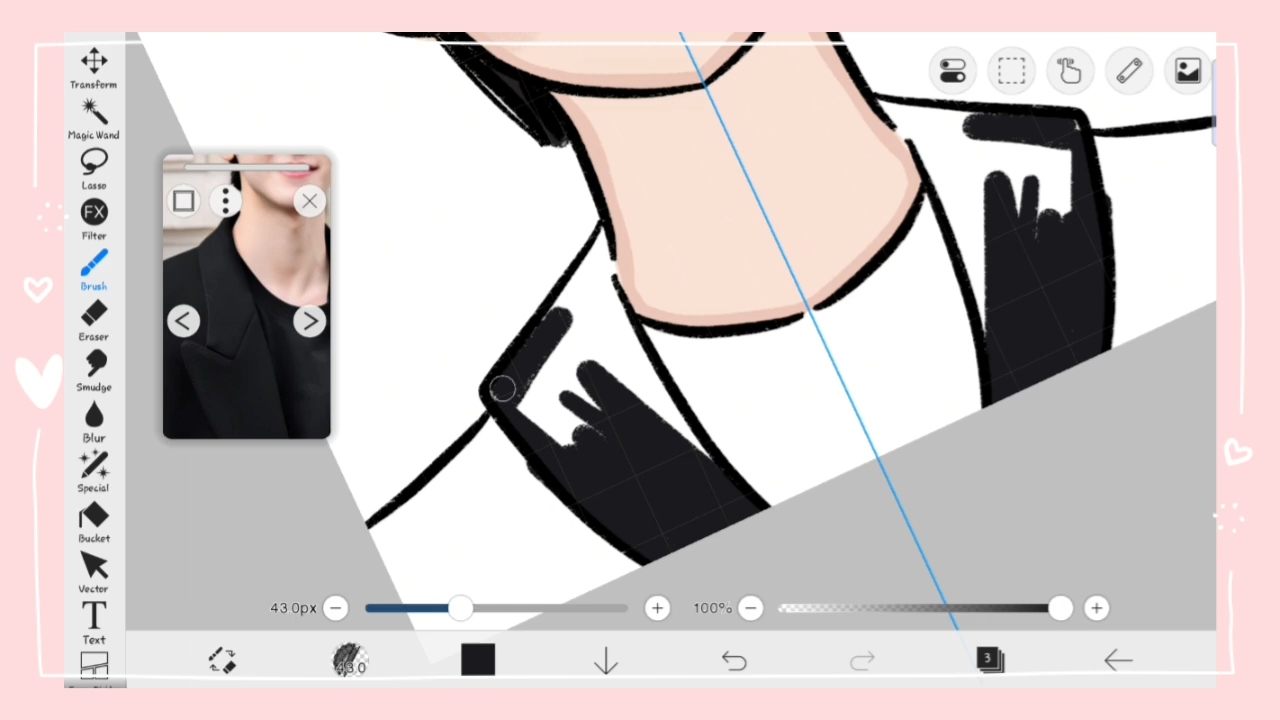 Transform
Magic Wand
Lasso
FX
Filter
Brush
Eraser
Smudge
Blur
Special
Bucket
Vector
T
Text
43.0px
100%
43.0
3